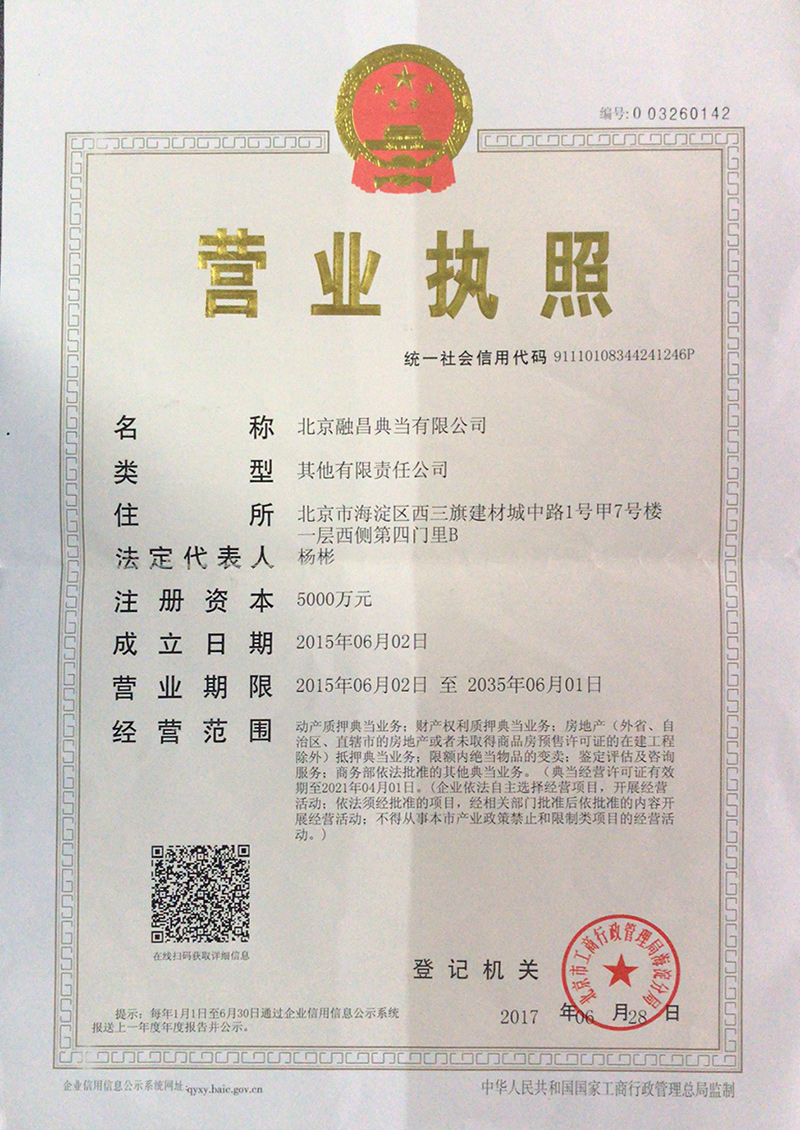 编号:0 03260142
营业执照
统一社会信用代码 91110108344241246P
名称 北京融昌典当有限公司
类型 其他有限责任公司
住所 北京市海淀区西三旗建材城中路1号甲7号楼
一层西侧第四门里B
法定代表人 杨彬
注册资本 5000万元
成立日期 2015年06月02日
营业期限 2015年06月02日 至 2035年06月01日
经营范围 动产质押典当业务；财产权利质押典当业务；房地产（外省、自
治区、直辖市的房地产或者未取得商品房预售许可证的在建工程
除外）抵押典当业务；限额内绝当物品的变卖；鉴定评估及咨询
服务；商务部依法批准的其他典当业务。（典当经营许可证有效
期至2021年04月01日。(企业依法自主选择经营项目，开展经营
活动；依法须经批准的项目，经相关部门批准后依批准的内容开
展经营活动；不得从事本市产业政策禁止和限制类项目的经营活
动。)
在线扫码获取详细信息
登记机关
北京市工商行政管理局海淀分局
提示：每年1月1日至6月30日通过企业信用信息公示系统
报送上一年度年度报告并公示。
2017 年06 月28 日
企业信用信息公示系统网址:qyxy.baic.gov.cn
中华人民共和国国家工商行政管理总局监制